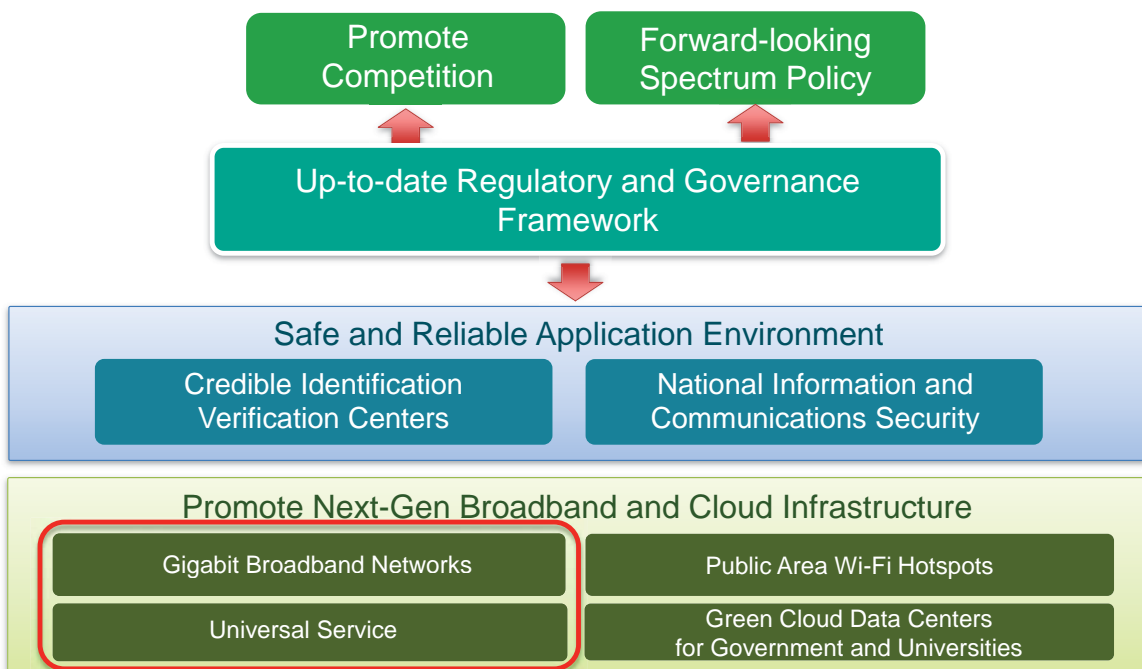 Promote
Competition
Forward-looking
Spectrum Policy
Up-to-date Regulatory and Governance
Framework
Safe and Reliable Application Environment
Credible Identification
Verification Centers
National Information and
Communications Security
Promote Next-Gen Broadband and Cloud Infrastructure
Gigabit Broadband Networks
Public Area Wi-Fi Hotspots
Universal Service
Green Cloud Data Centers
for Government and Universities